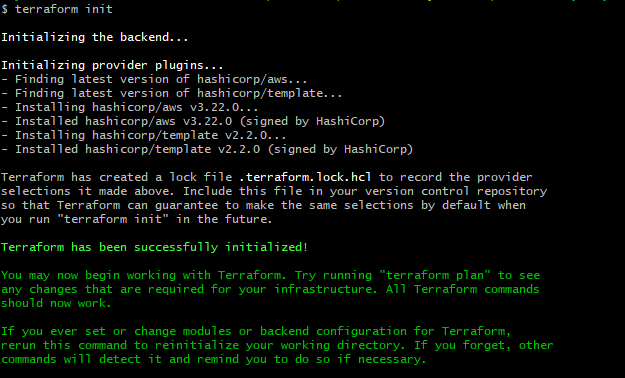 $ terraform init
Initializing the backend...
Initializing provider plugins...
- Finding latest version of hashicorp/aws...
- Finding latest version of hashicorp/template...
- Installing hashicorp/aws v3.22.0...
- Installed hashicorp/aws v3.22.0 (signed by HashiCorp)
- Installing hashicorp/template v2.2.0...
- Installed hashicorp/template v2.2.0 (signed by HashiCorp)
Terraform has created a lock file .terraform.lock.hcl to record the provider
selections it made above. Include this file in your version control repository
so that Terraform can guarantee to make the same selections by default when
you run "terraform init" in the future.
Terraform has been successfully initialized!
You may now begin working with Terraform. Try running "terraform plan" to see
any changes that are required for your infrastructure. All Terraform commands
should now work.
If you ever set or change modules or backend configuration for Terraform,
rerun this command to reinitialize your working directory. If you forget, other
commands will detect it and remind you to do so if necessary.